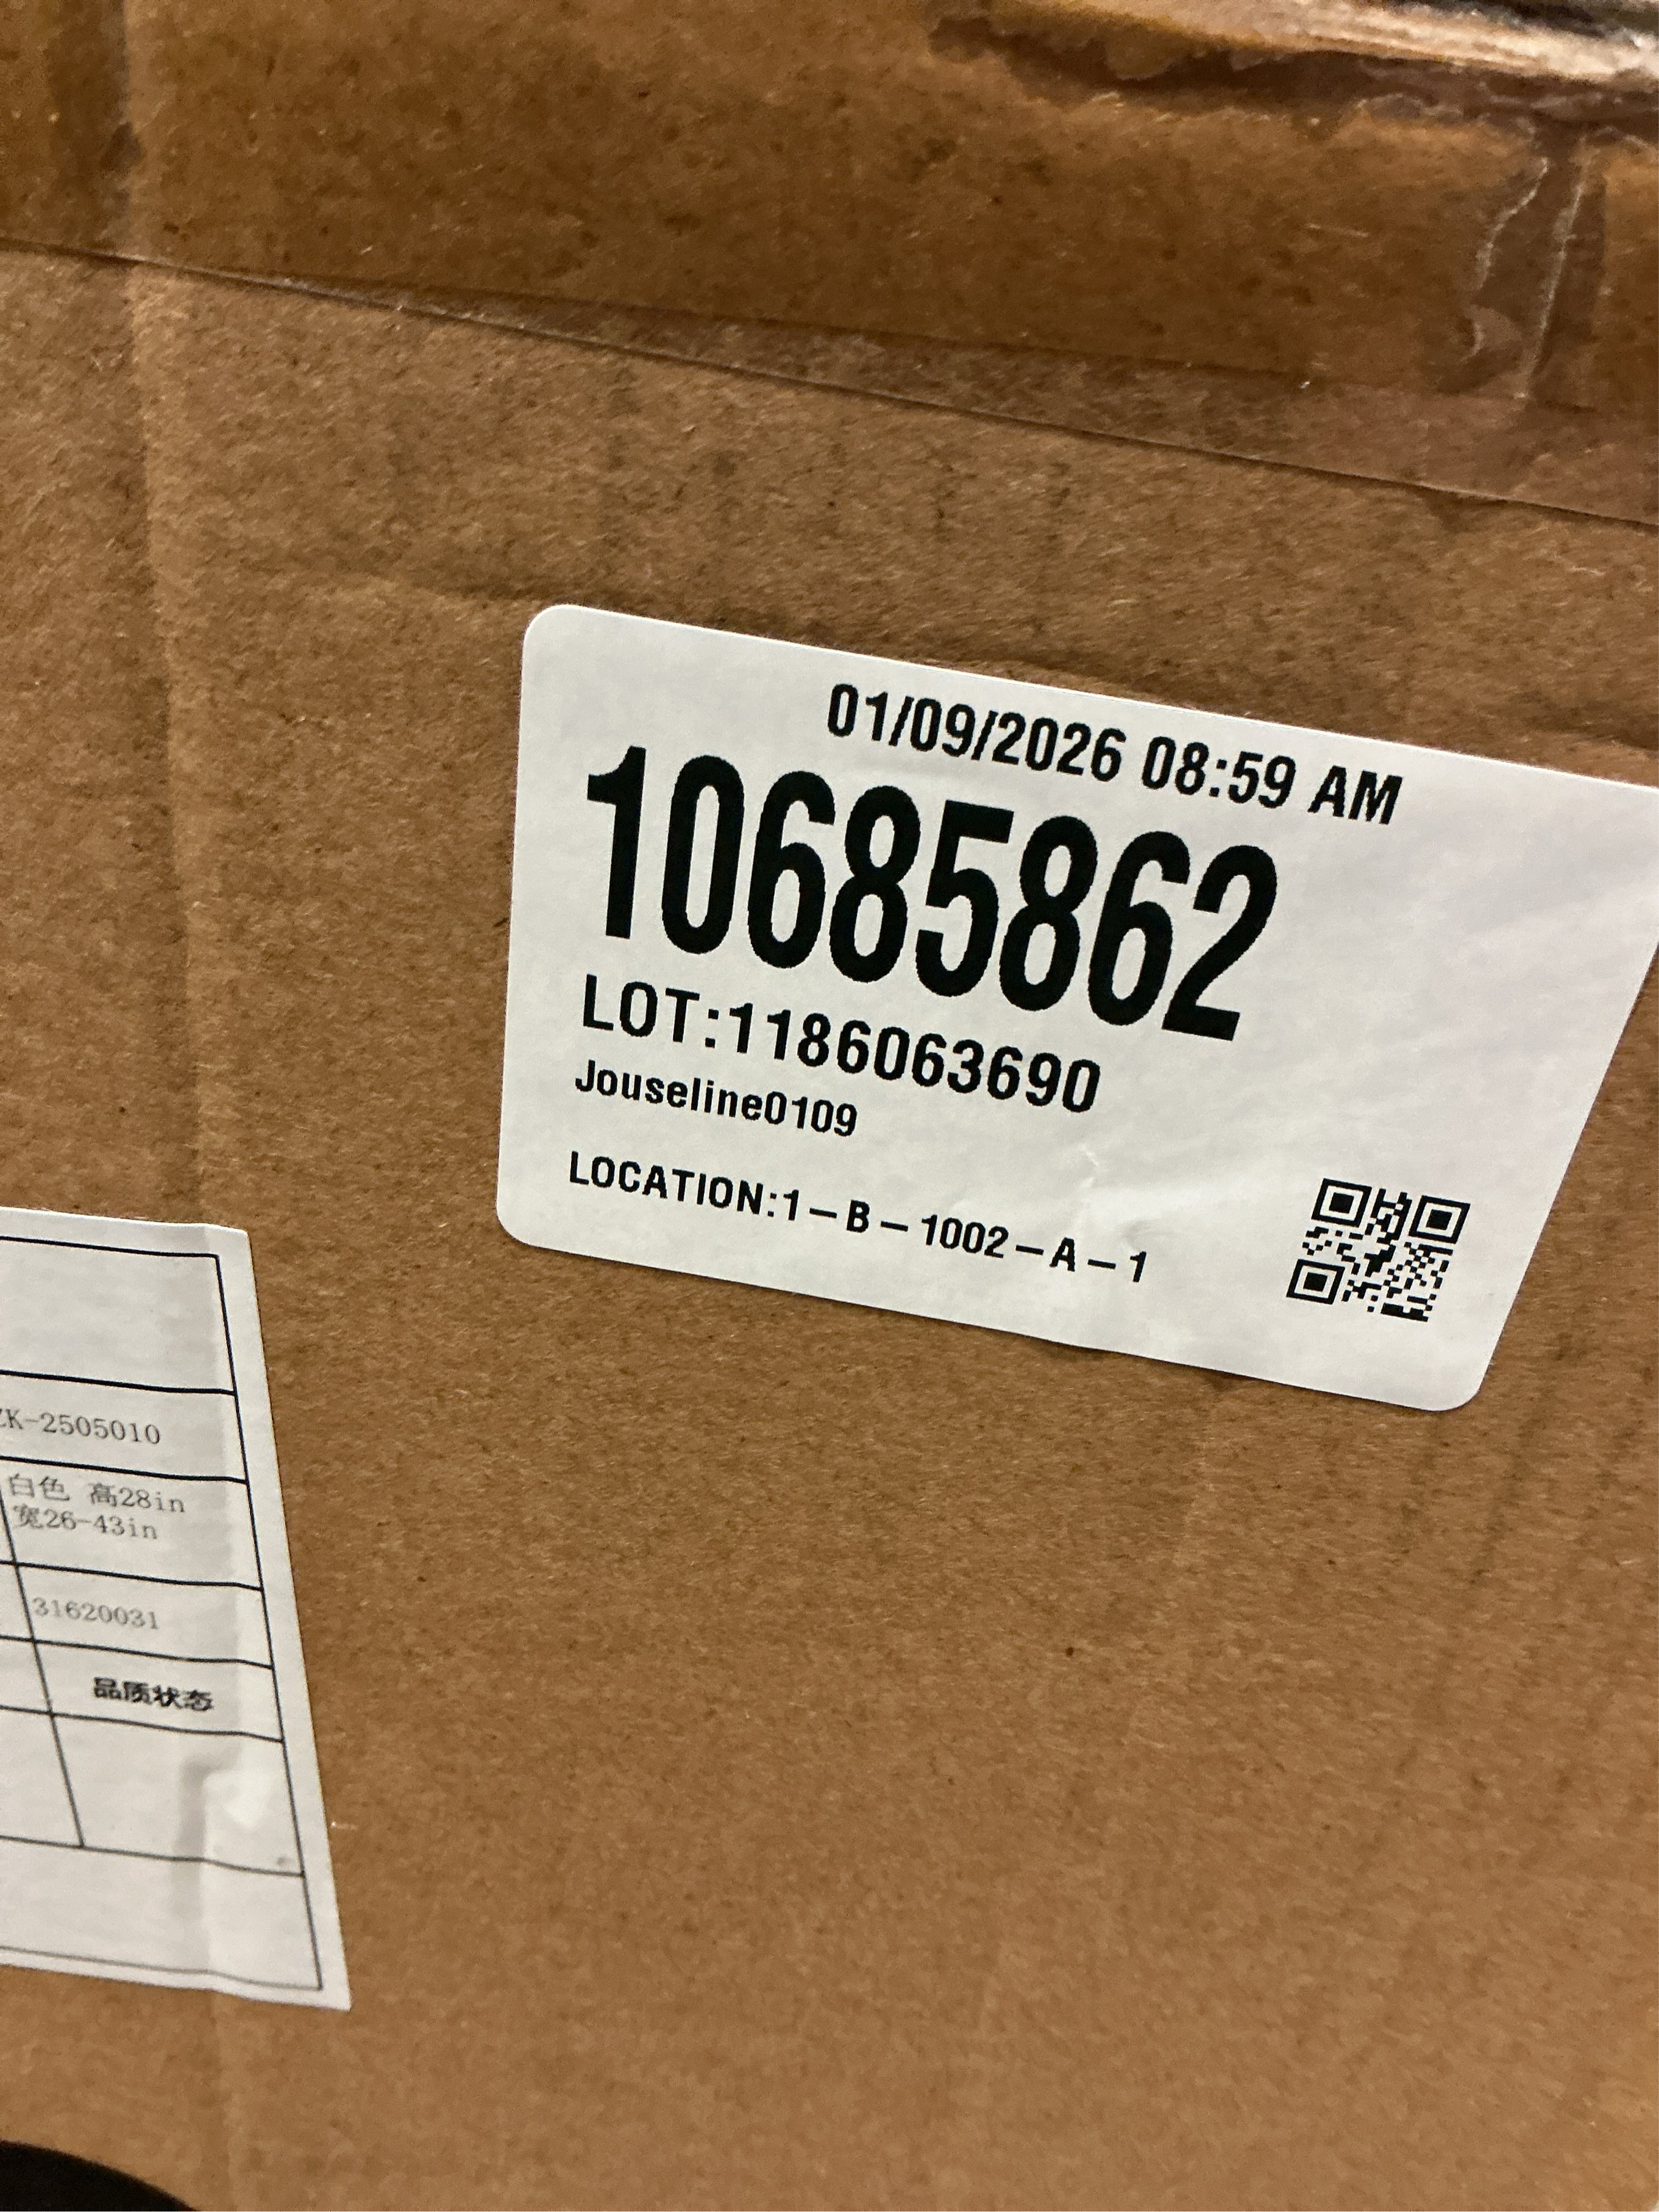 01/09/2026 08:59 AM
10685862
LOT:1186063690
Jouseline0109
LOCATION:1-B-1002-A-1
ZK-2505010
白色 高28in
宽26-43in
31620031
品质状态